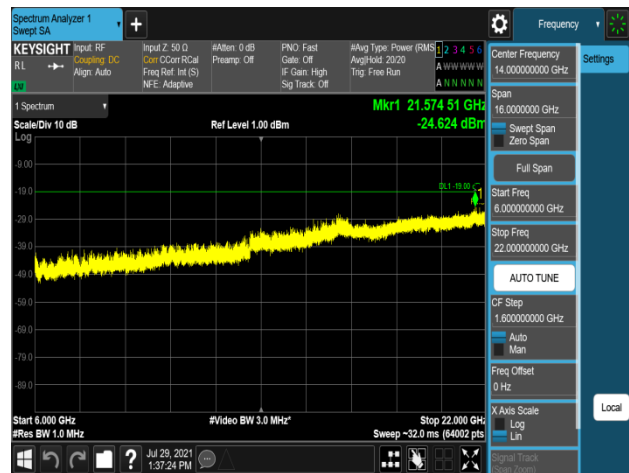 Spectrum Analyzer 1
Swept SA
Frequency
KEYSIGHT
RL
Input: RF
Coupling: DC
Align: Auto
Input Z: 50 Ω
Corr CCorr RCal
Freq Ref: Int (S)
NFE: Adaptive
#Atten: 0 dB
Preamp: Off
PNO: Fast
Gate: Off
IF Gain: High
Sig Track: Off
#Avg Type: Power (RMS
Avg|Hold: 20/20
Trig: Free Run
1 2 3 4 5 6
A W W W W W
A N N N N N
1 Spectrum
Mkr1 21.574 51 GHz
-24.624 dBm
Scale/Div 10 dB
Ref Level 1.00 dBm
Log
-9.00
-19.0
-29.0
-39.0
-49.0
-59.0
-69.0
-79.0
-89.0
DL1 -19.00
1
Start 6.000 GHz
#Res BW 1.0 MHz
#Video BW 3.0 MHz*
Stop 22.000 GHz
Sweep ~32.0 ms (64002 pts
Jul 29, 2021
1:37:24 PM
?
Center Frequency
14.000000000 GHz
Span
16.0000000 GHz
Swept Span
Zero Span
Full Span
Start Freq
6.000000000 GHz
Stop Freq
22.000000000 GHz
AUTO TUNE
CF Step
1.600000000 GHz
Auto
Man
Freq Offset
0 Hz
X Axis Scale
Log
Lin
Signal Track
(Span Zoom)
Settings
Local